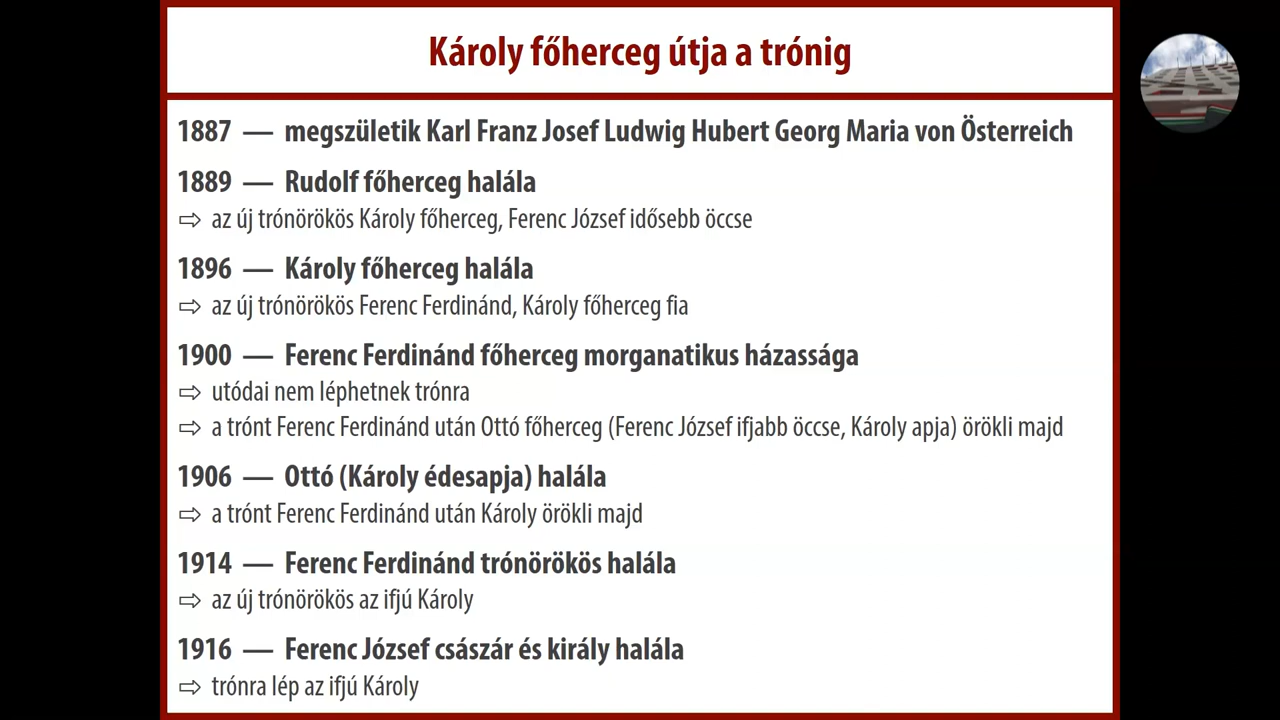 Károly főherceg útja a trónig
1887 — megszületik Karl Franz Josef Ludwig Hubert Georg Maria von Österreich
1889 — Rudolf főherceg halála
⇨ az új trónörökös Károly főherceg, Ferenc József idősebb öccse
1896 — Károly főherceg halála
⇨ az új trónörökös Ferenc Ferdinánd, Károly főherceg fia
1900 — Ferenc Ferdinánd főherceg morganatikus házassága
⇨ utódai nem léphetnek trónra
⇨ a trónt Ferenc Ferdinánd után Ottó főherceg (Ferenc József ifjabb öccse, Károly apja) örökli majd
1906 — Ottó (Károly édesapja) halála
⇨ a trónt Ferenc Ferdinánd után Károly örökli majd
1914 — Ferenc Ferdinánd trónörökös halála
⇨ az új trónörökös az ifjú Károly
1916 — Ferenc József császár és király halála
⇨ trónra lép az ifjú Károly